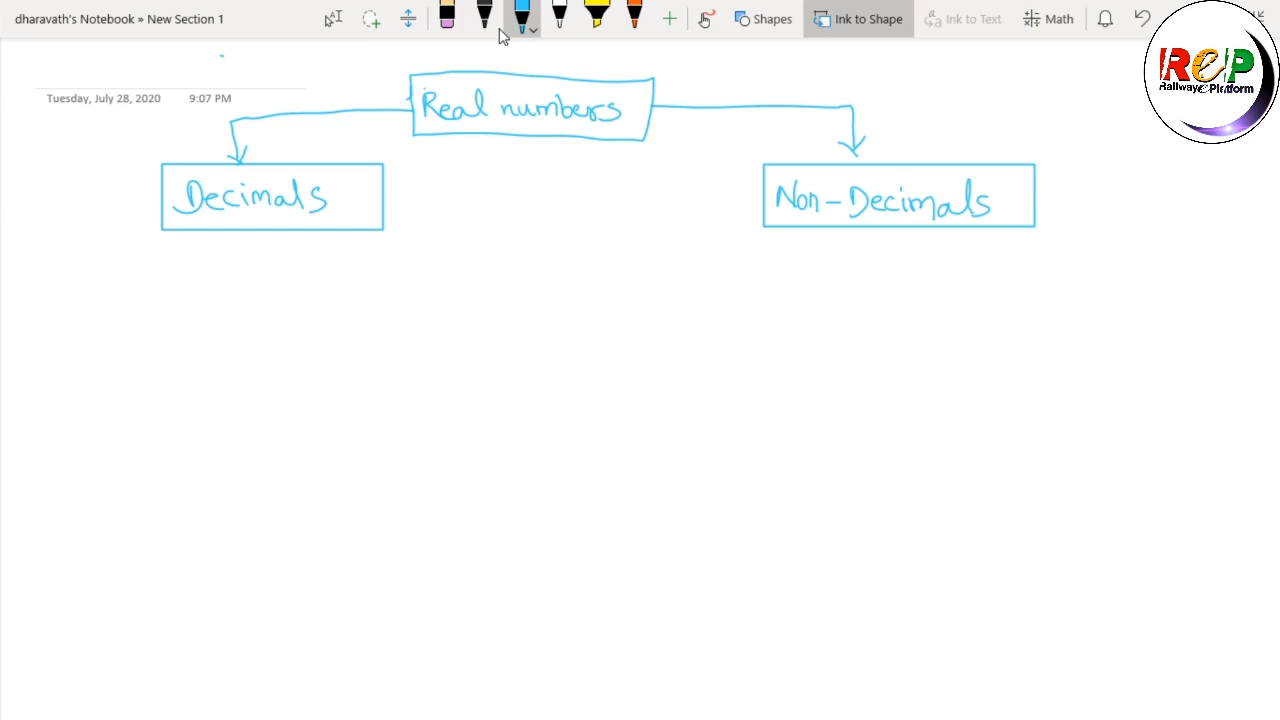 dharavath's Notebook » New Section 1
Shapes
Ink to Shape
Ink to Text
Math
ReP
Railways Platform
Tuesday, July 28, 2020 9:07 PM
Real numbers
Decimals
Non-Decimals